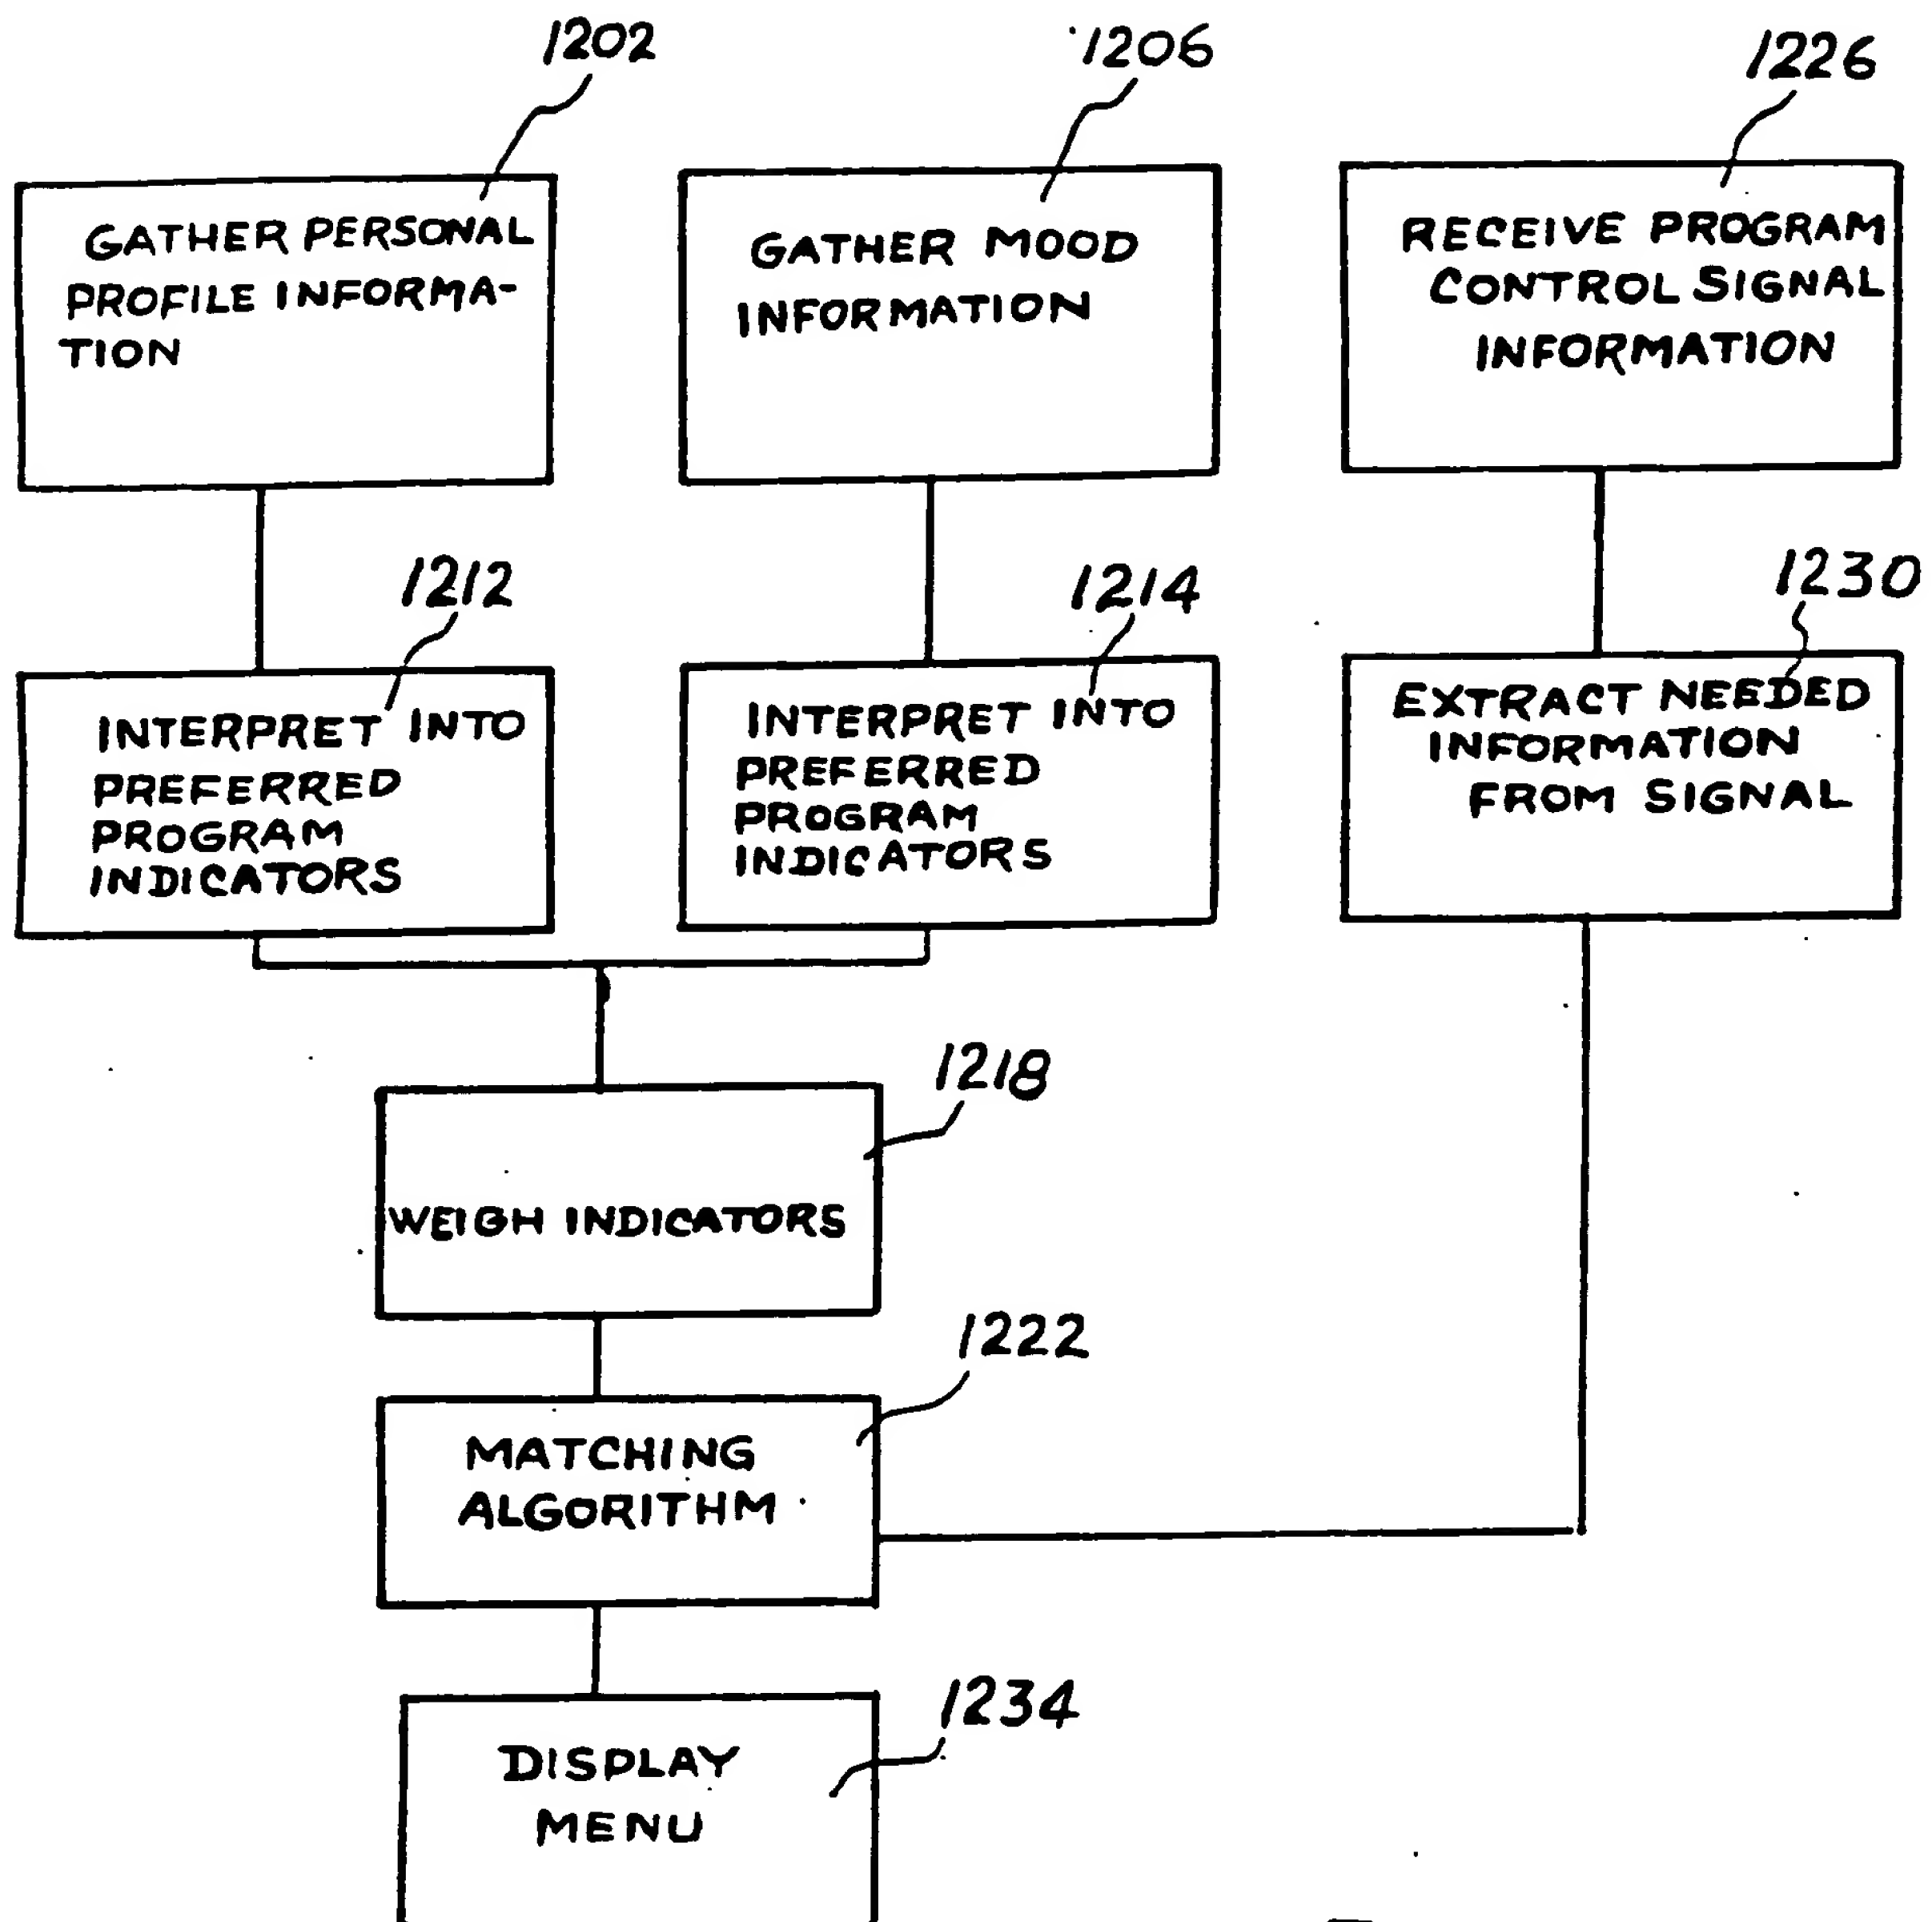 1202
1206
1226
GATHER PERSONAL
PROFILE INFORMA-
TION
GATHER MOOD
INFORMATION
RECEIVE PROGRAM
CONTROL SIGNAL
INFORMATION
1212
1214
1230
INTERPRET INTO
PREFERRED
PROGRAM
INDICATORS
INTERPRET INTO
PREFERRED
PROGRAM
INDICATORS
EXTRACT NEEDED
INFORMATION
FROM SIGNAL
1218
WEIGH INDICATORS
1222
MATCHING
ALGORITHM
1234
DISPLAY
MENU